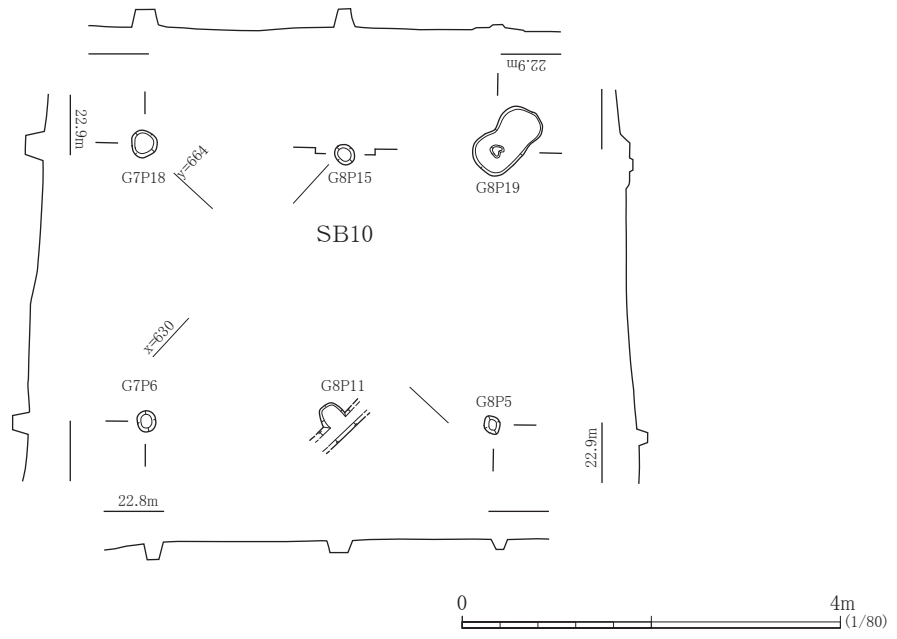 22.9m
22.9m
G7P18
y=664
G8P15
G8P19
SB10
x=630
G7P6
G8P11
G8P5
22.9m
22.8m
0
4m
(1/80)